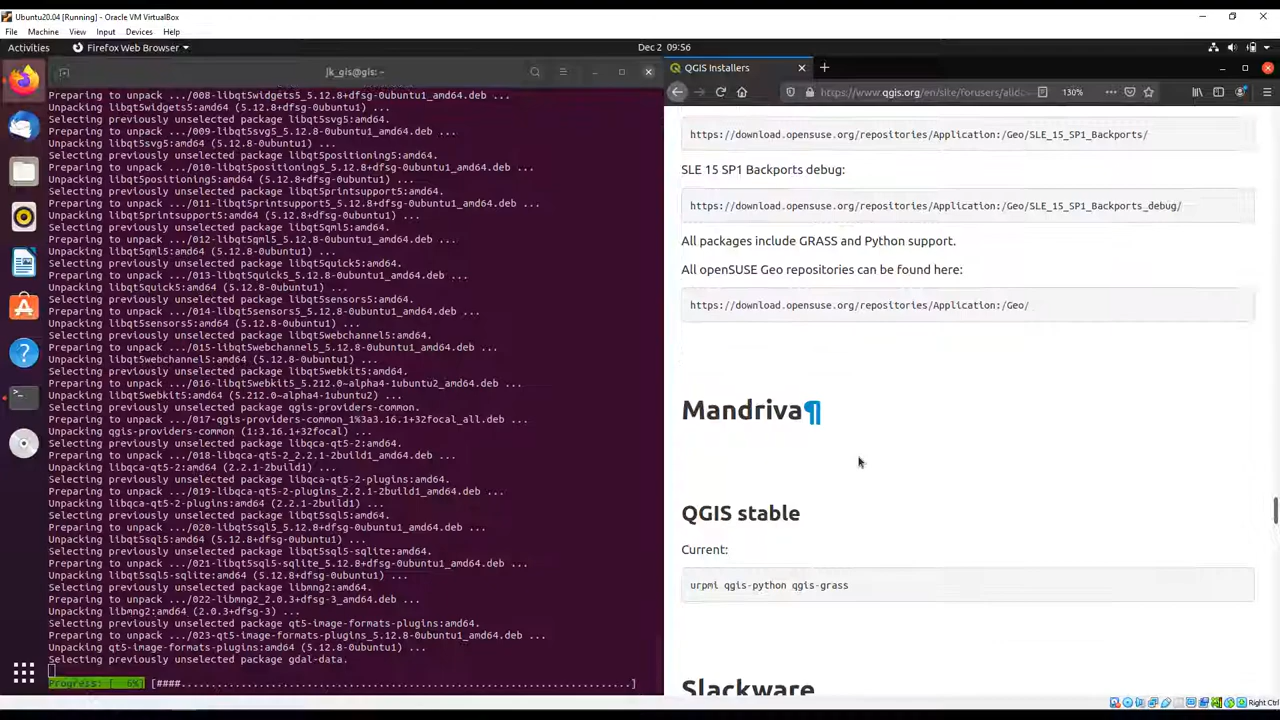 Ubuntu20.04 [Running] - Oracle VM VirtualBox
File Machine View Input Devices Help
Activities Firefox Web Browser Dec 2 09:56
jk_gis@gis: ~
Preparing to unpack .../008-libqt5widgets5_5.12.8+dfsg-0ubuntu1_amd64.deb ...
Unpacking libqt5widgets5:amd64 (5.12.8+dfsg-0ubuntu1) ...
Selecting previously unselected package libqt5svg5:amd64.
Preparing to unpack .../009-libqt5svg5_5.12.8-0ubuntu1_amd64.deb ...
Unpacking libqt5svg5:amd64 (5.12.8-0ubuntu1) ...
Selecting previously unselected package libqt5positioning5:amd64.
Preparing to unpack .../010-libqt5positioning5_5.12.8+dfsg-0ubuntu1_amd64.deb ...
Unpacking libqt5positioning5:amd64 (5.12.8+dfsg-0ubuntu1) ...
Selecting previously unselected package libqt5printsupport5:amd64.
Preparing to unpack .../011-libqt5printsupport5_5.12.8+dfsg-0ubuntu1_amd64.deb ...
Unpacking libqt5printsupport5:amd64 (5.12.8+dfsg-0ubuntu1) ...
Selecting previously unselected package libqt5qml5:amd64.
Preparing to unpack .../012-libqt5qml5_5.12.8-0ubuntu1_amd64.deb ...
Unpacking libqt5qml5:amd64 (5.12.8-0ubuntu1) ...
Selecting previously unselected package libqt5quick5:amd64.
Preparing to unpack .../013-libqt5quick5_5.12.8-0ubuntu1_amd64.deb ...
Unpacking libqt5quick5:amd64 (5.12.8-0ubuntu1) ...
Selecting previously unselected package libqt5sensors5:amd64.
Preparing to unpack .../014-libqt5sensors5_5.12.8-0ubuntu1_amd64.deb ...
Unpacking libqt5sensors5:amd64 (5.12.8-0ubuntu1) ...
Selecting previously unselected package libqt5webchannel5:amd64.
Preparing to unpack .../015-libqt5webchannel5_5.12.8-0ubuntu1_amd64.deb ...
Unpacking libqt5webchannel5:amd64 (5.12.8-0ubuntu1) ...
Selecting previously unselected package libqt5webkit5:amd64.
Preparing to unpack .../016-libqt5webkit5_5.212.0~alpha4-1ubuntu2_amd64.deb ...
Unpacking libqt5webkit5:amd64 (5.212.0~alpha4-1ubuntu2) ...
Selecting previously unselected package qgis-providers-common.
Preparing to unpack .../017-qgis-providers-common_1%3a3.16.1+32focal_all.deb ...
Unpacking qgis-providers-common (1:3.16.1+32focal) ...
Selecting previously unselected package libqca-qt5-2:amd64.
Preparing to unpack .../018-libqca-qt5-2_2.2.1-2build1_amd64.deb ...
Unpacking libqca-qt5-2:amd64 (2.2.1-2build1) ...
Selecting previously unselected package libqca-qt5-2-plugins:amd64.
Preparing to unpack .../019-libqca-qt5-2-plugins_2.2.1-2build1_amd64.deb ...
Unpacking libqca-qt5-2-plugins:amd64 (2.2.1-2build1) ...
Selecting previously unselected package libqt5sql5:amd64.
Preparing to unpack .../020-libqt5sql5_5.12.8+dfsg-0ubuntu1_amd64.deb ...
Unpacking libqt5sql5:amd64 (5.12.8+dfsg-0ubuntu1) ...
Selecting previously unselected package libqt5sql5-sqlite:amd64.
Preparing to unpack .../021-libqt5sql5-sqlite_5.12.8+dfsg-0ubuntu1_amd64.deb ...
Unpacking libqt5sql5-sqlite:amd64 (5.12.8+dfsg-0ubuntu1) ...
Selecting previously unselected package libmng2:amd64.
Preparing to unpack .../022-libmng2_2.0.3+dfsg-3_amd64.deb ...
Unpacking libmng2:amd64 (2.0.3+dfsg-3) ...
Selecting previously unselected package qt5-image-formats-plugins:amd64.
Preparing to unpack .../023-qt5-image-formats-plugins_5.12.8-0ubuntu1_amd64.deb ...
Unpacking qt5-image-formats-plugins:amd64 (5.12.8-0ubuntu1) ...
Selecting previously unselected package gdal-data.
Progress: [  6%] [####..........................................................................]
QGIS Installers
https://www.qgis.org/en/site/forusers/alldo
130%
https://download.opensuse.org/repositories/Application:/Geo/SLE_15_SP1_Backports/
SLE 15 SP1 Backports debug:
https://download.opensuse.org/repositories/Application:/Geo/SLE_15_SP1_Backports_debug/
All packages include GRASS and Python support.
All openSUSE Geo repositories can be found here:
https://download.opensuse.org/repositories/Application:/Geo/
Mandriva¶
QGIS stable
Current:
urpmi qgis-python qgis-grass
Slackware
Right Ctrl